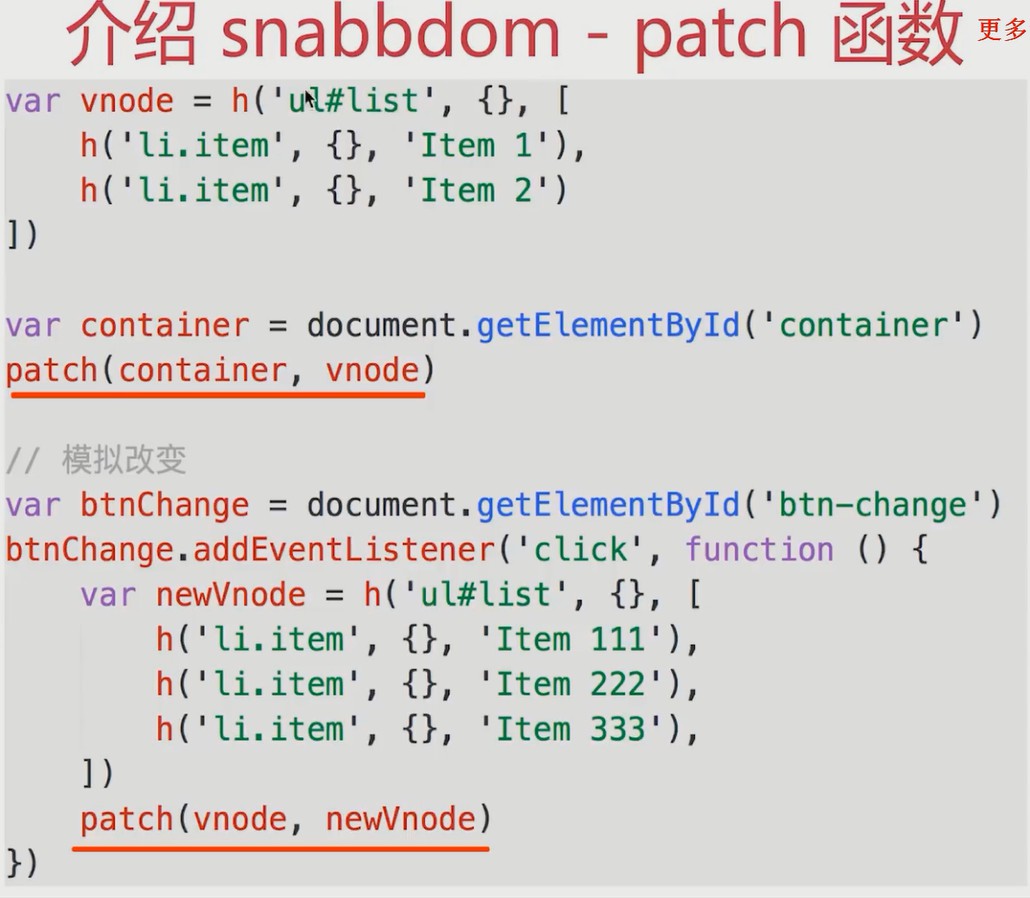 介绍 snabbdom - patch 函数 更多
var vnode = h('ul#list', {}, [
    h('li.item', {}, 'Item 1'),
    h('li.item', {}, 'Item 2')
])

var container = document.getElementById('container')
patch(container, vnode)

// 模拟改变
var btnChange = document.getElementById('btn-change')
btnChange.addEventListener('click', function () {
    var newVnode = h('ul#list', {}, [
        h('li.item', {}, 'Item 111'),
        h('li.item', {}, 'Item 222'),
        h('li.item', {}, 'Item 333'),
    ])
    patch(vnode, newVnode)
})